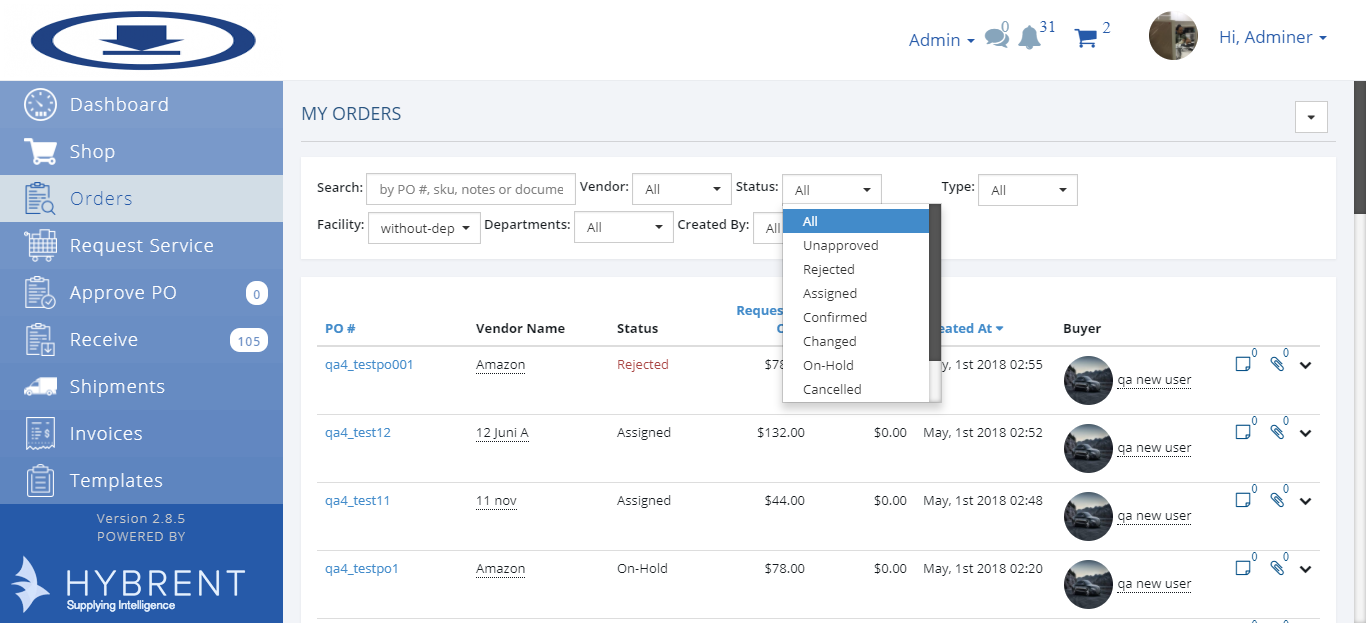 Admin 0 31 2 Hi, Adminer
Dashboard
Shop
Orders
Request Service
Approve PO 0
Receive 105
Shipments
Invoices
Templates
Version 2.8.5
POWERED BY
HYBRENT
Supplying Intelligence
MY ORDERS
Search: by PO #, sku, notes or docume Vendor: All Status: All Type: All
Facility: without-dep Departments: All Created By: All
All
Unapproved
Rejected
Assigned
Confirmed
Changed
On-Hold
Cancelled
PO # Vendor Name Status Reques eated At Buyer
qa4_testpo001 Amazon Rejected $78 y, 1st 2018 02:55 qa new user 0 0
qa4_test12 12 Juni A Assigned $132.00 $0.00 May, 1st 2018 02:52 qa new user 0 0
qa4_test11 11 nov Assigned $44.00 $0.00 May, 1st 2018 02:48 qa new user 0 0
qa4_testpo1 Amazon On-Hold $78.00 $0.00 May, 1st 2018 02:20 qa new user 0 0